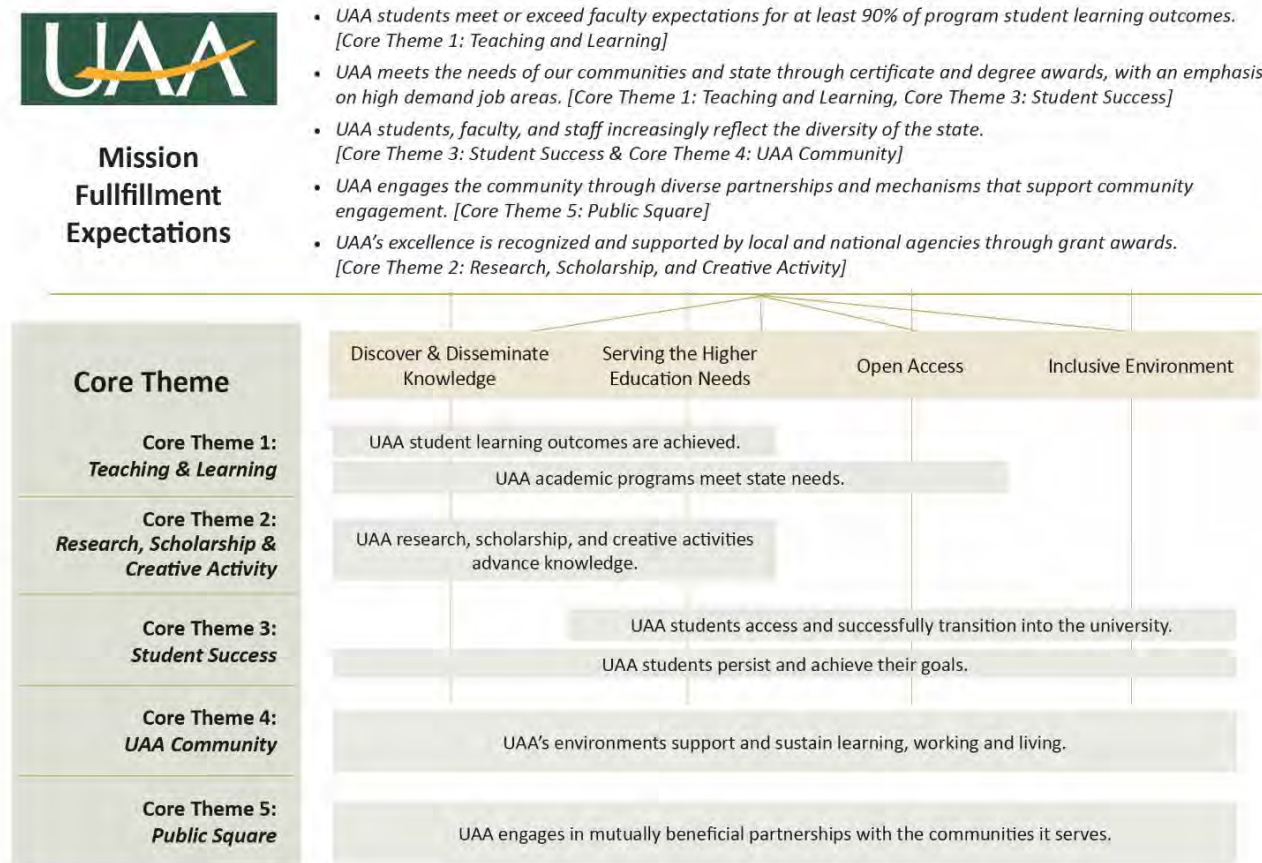 UAA
Mission
Fullfillment
Expectations
• UAA students meet or exceed faculty expectations for at least 90% of program student learning outcomes.
[Core Theme 1: Teaching and Learning]
• UAA meets the needs of our communities and state through certificate and degree awards, with an emphasis
on high demand job areas. [Core Theme 1: Teaching and Learning, Core Theme 3: Student Success]
• UAA students, faculty, and staff increasingly reflect the diversity of the state.
[Core Theme 3: Student Success & Core Theme 4: UAA Community]
• UAA engages the community through diverse partnerships and mechanisms that support community
engagement. [Core Theme 5: Public Square]
• UAA’s excellence is recognized and supported by local and national agencies through grant awards.
[Core Theme 2: Research, Scholarship, and Creative Activity]
Core Theme
Discover & Disseminate
Knowledge
Serving the Higher
Education Needs
Open Access
Inclusive Environment
Core Theme 1:
Teaching & Learning
UAA student learning outcomes are achieved.
UAA academic programs meet state needs.
Core Theme 2:
Research, Scholarship &
Creative Activity
UAA research, scholarship, and creative activities
advance knowledge.
Core Theme 3:
Student Success
UAA students access and successfully transition into the university.
UAA students persist and achieve their goals.
Core Theme 4:
UAA Community
UAA’s environments support and sustain learning, working and living.
Core Theme 5:
Public Square
UAA engages in mutually beneficial partnerships with the communities it serves.